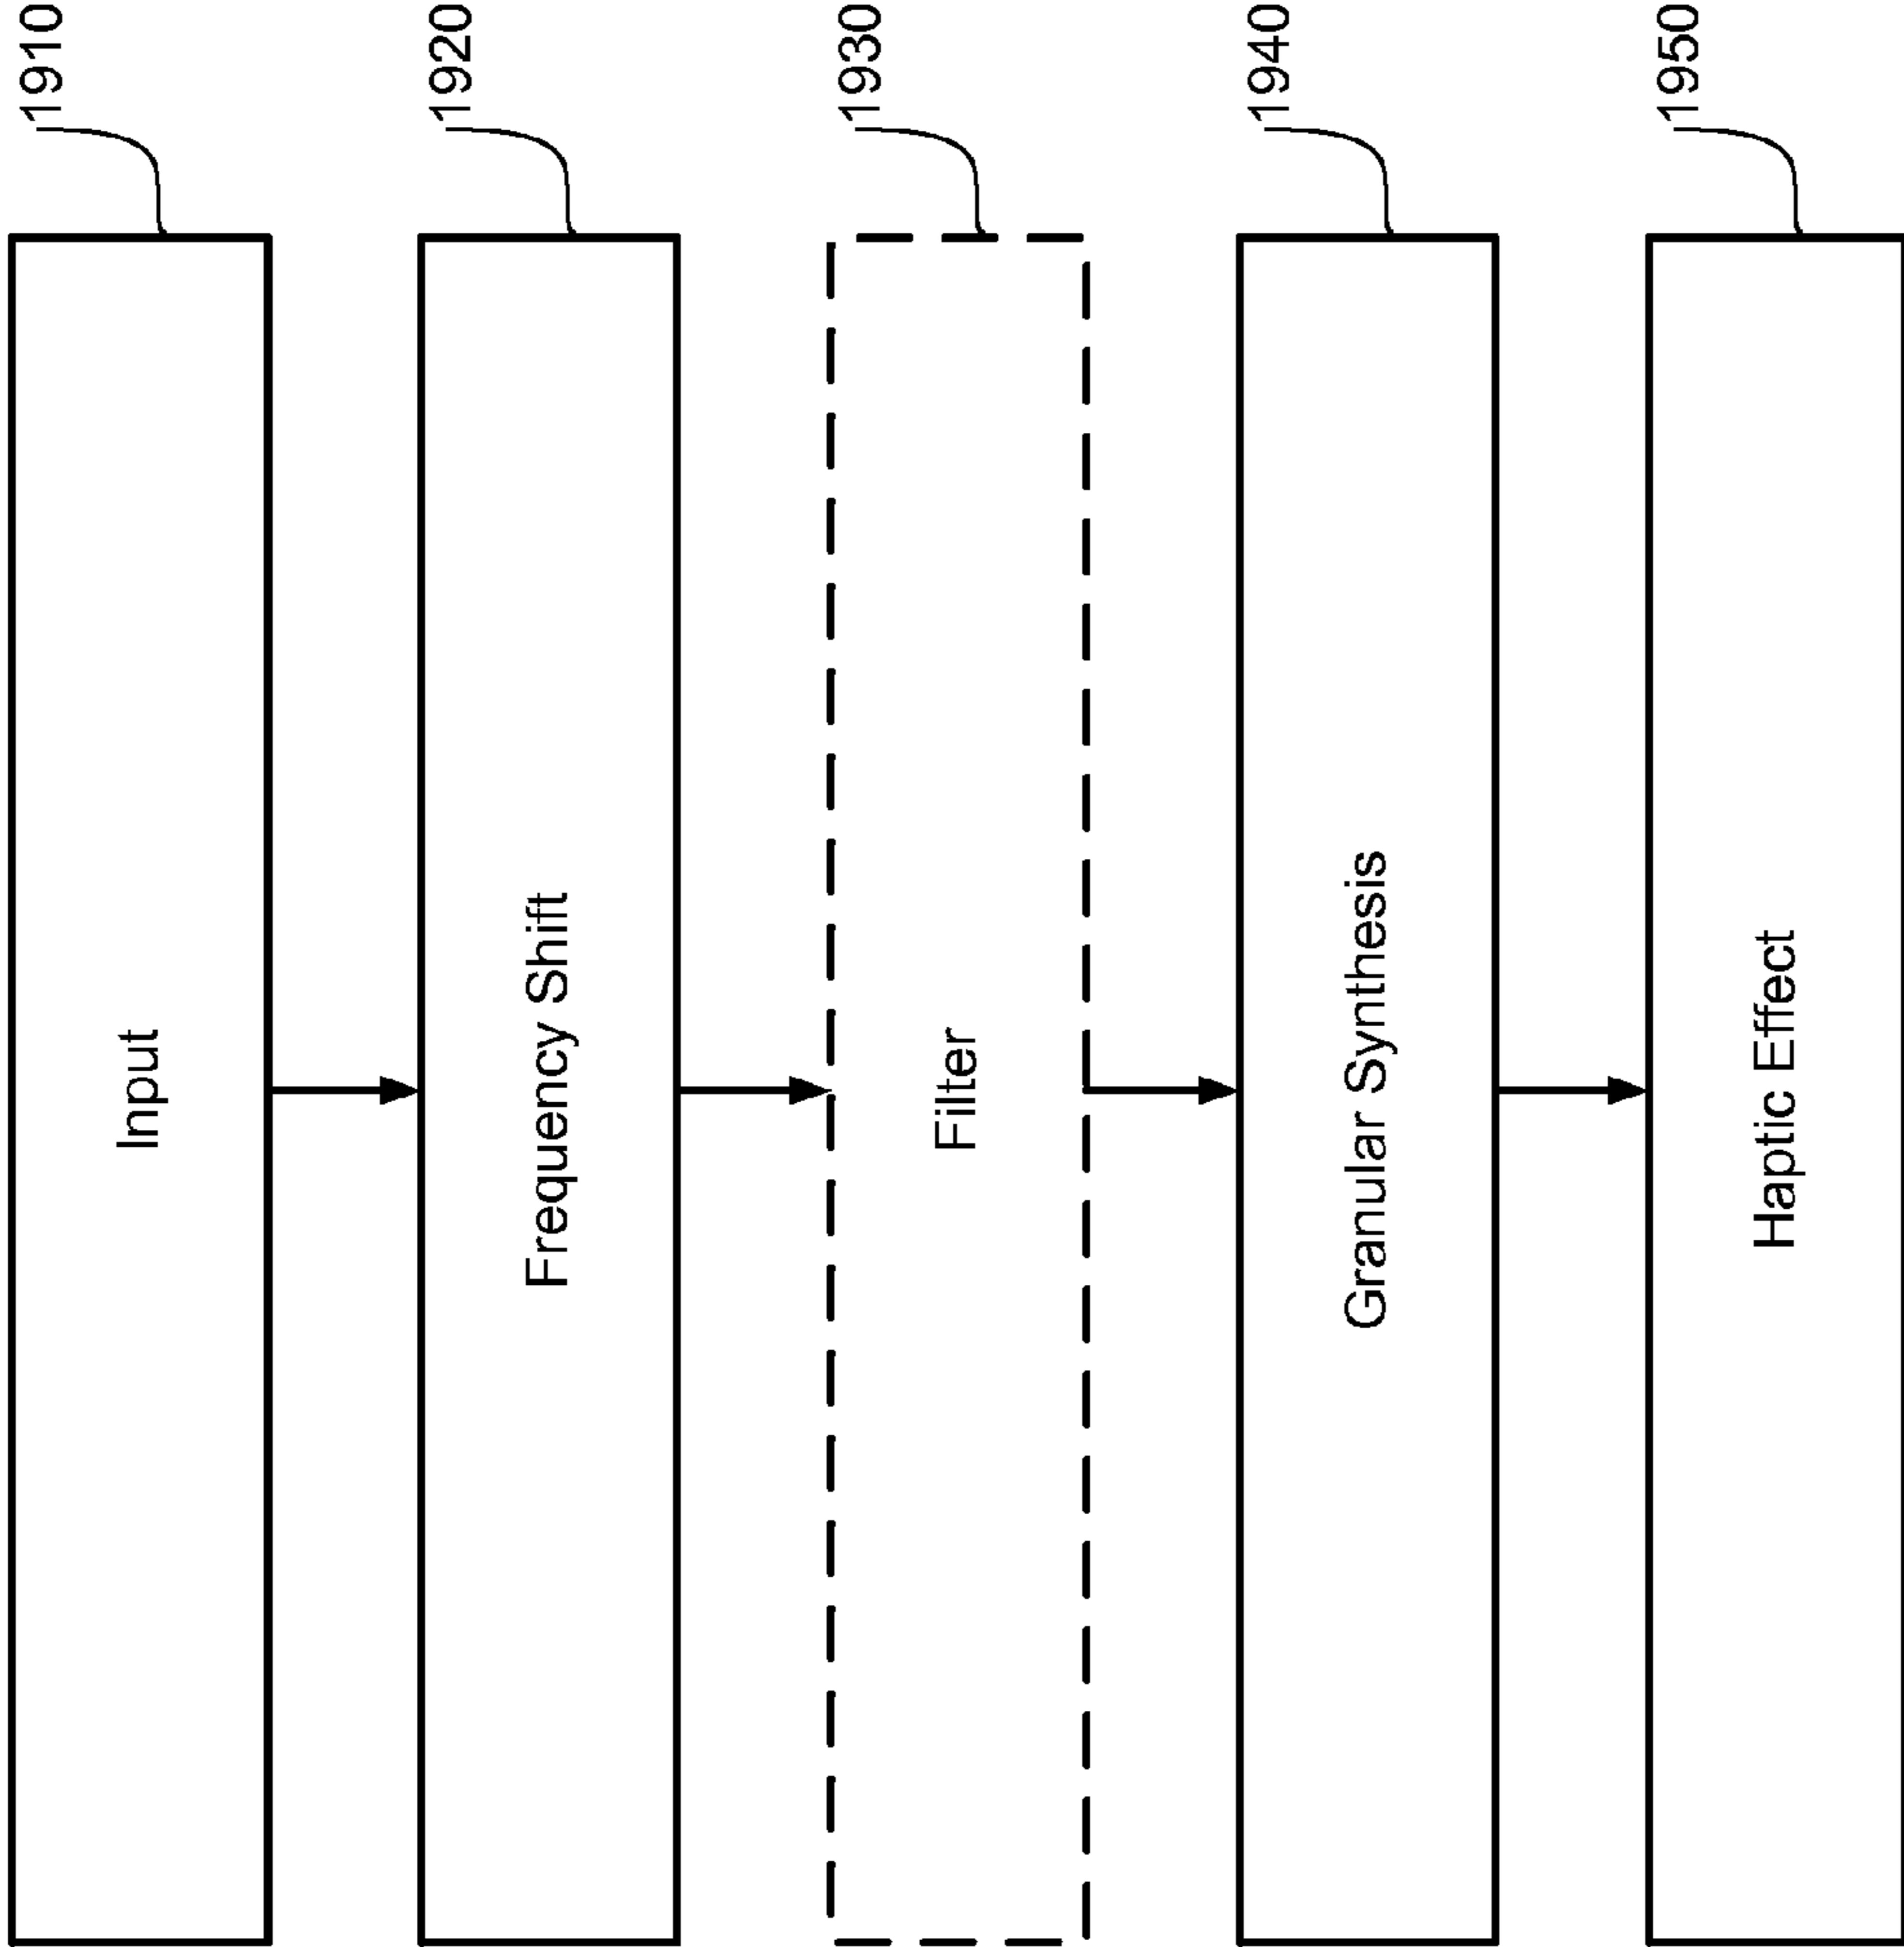 Input
1910
Frequency Shift
1920
Filter
1930
Granular Synthesis
1940
Haptic Effect
1950